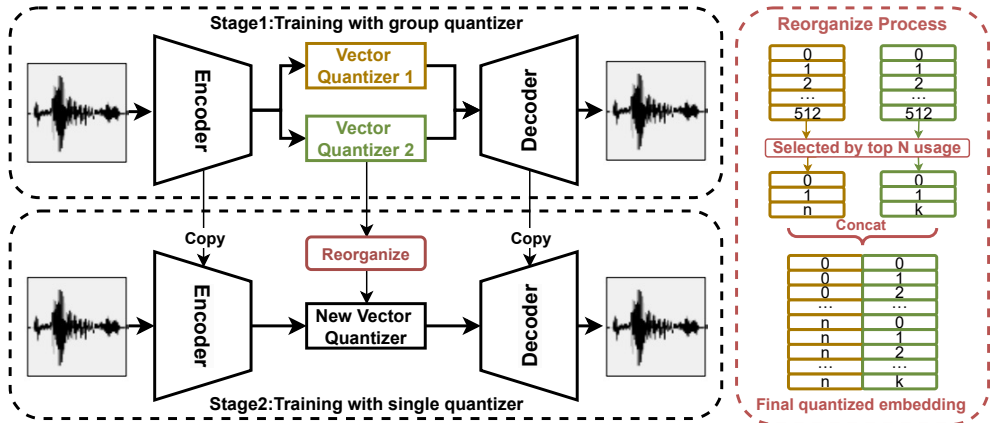 Stage1:Training with group quantizer
Encoder
Vector
Quantizer 1
Vector
Quantizer 2
Decoder
Copy
Reorganize
Copy
Encoder
New Vector
Quantizer
Decoder
Stage2:Training with single quantizer
Reorganize Process
0 0
1 1
2 2
... ...
512 512
Selected by top N usage
0 0
1 1
n k
Concat
0 0
0 1
0 2
... ...
n 0
n 1
n 2
... ...
n k
Final quantized embedding